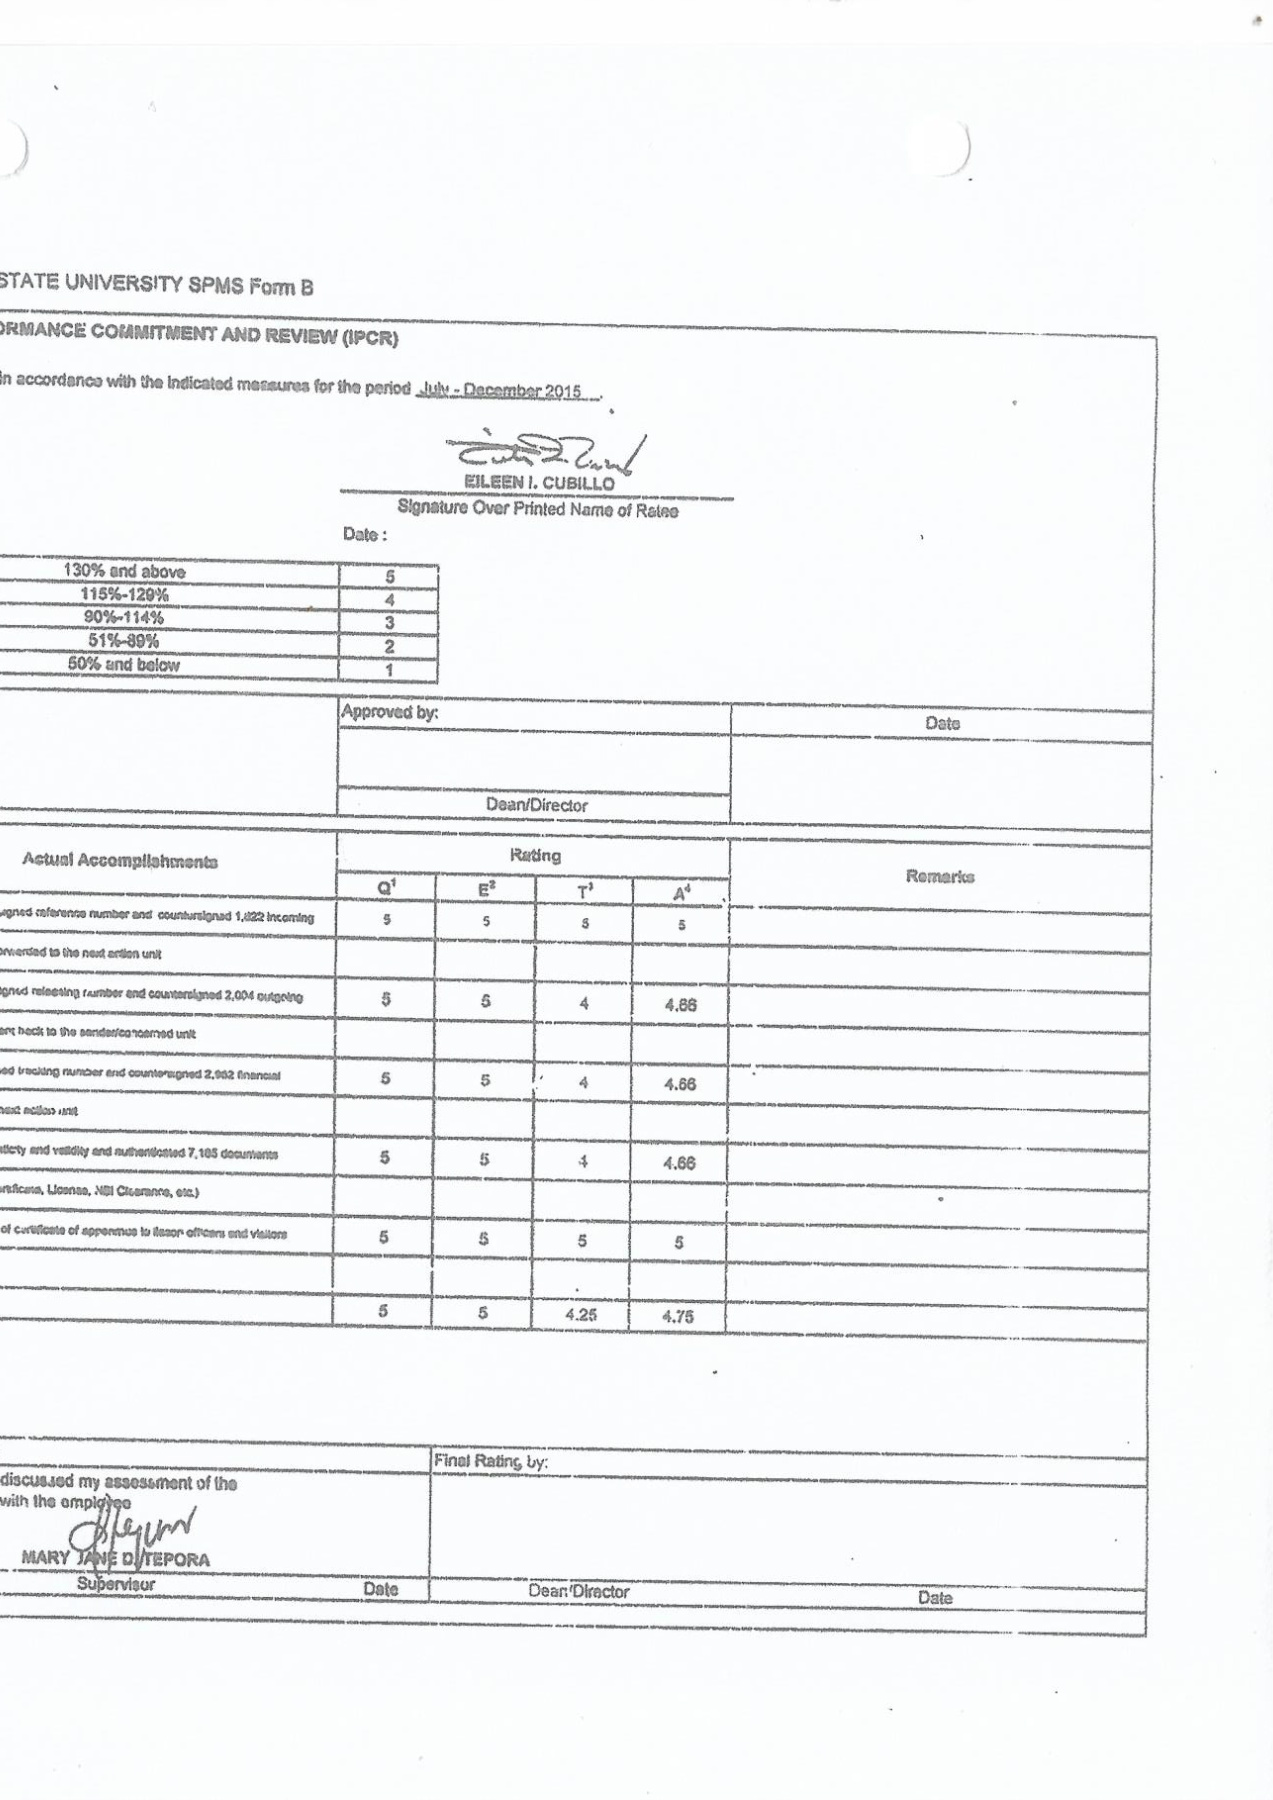 STATE UNIVERSITY SPMS Form B
ORMANCE COMMITMENT AND REVIEW (IPCR)
in accordance with the indicated measures for the period July - December 2015
EILEEN I. CUBILLO
Signature Over Printed Name of Ratee
Date :
130% and above 5
115%-129% 4
90%-114% 3
51%-89% 2
50% and below 1
Approved by: Date
Dean/Director
Actual Accomplishments Rating Remarks
Q1 E2 T3 A4
igned reference number and countersigned 1,822 incoming 5 5 5 5
orwarded to the next action unit
igned releasing number and countersigned 2,004 outgoing 5 5 4 4.66
ent back to the sender/concerned unit
ed tracking number and countersigned financial 5 5 4 4.66
next action unit
ticity and validity and authenticated documents 5 5 4 4.66
rtificate, License, NBI Clearance, etc.)
of certificate of appearance to liason officers and visitors 5 5 5 5
5 5 4.25 4.75
Final Rating by:
discussed my assessment of the
with the employee
MARY JANE D. TEPORA
Supervisor Date Dean/Director Date